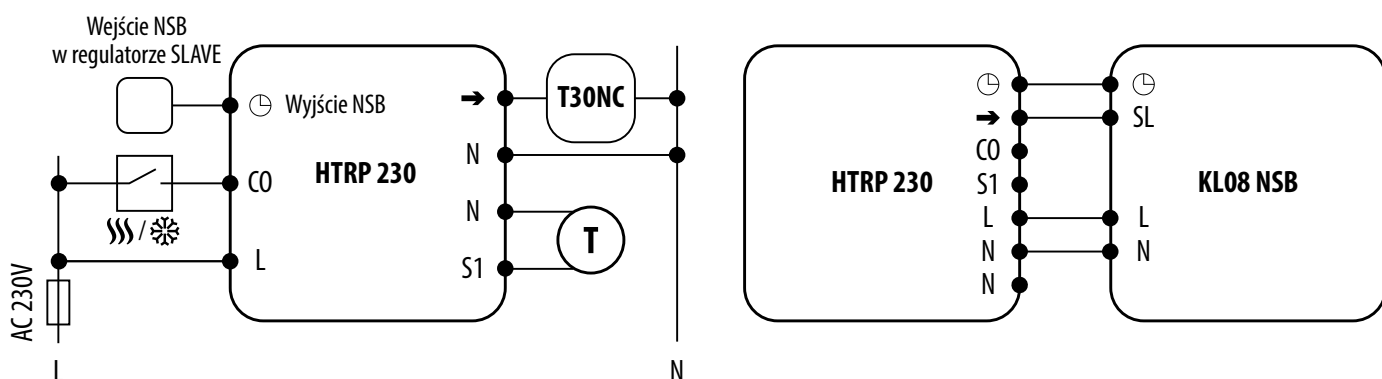 Wejście NSB
w regulatorze SLAVE
Wyjście NSB
CO
L
HTRP 230
N
N
S1
T30NC
T
AC 230V
L
N
HTRP 230
CO
S1
L
N
N
SL
L
N
KL08 NSB